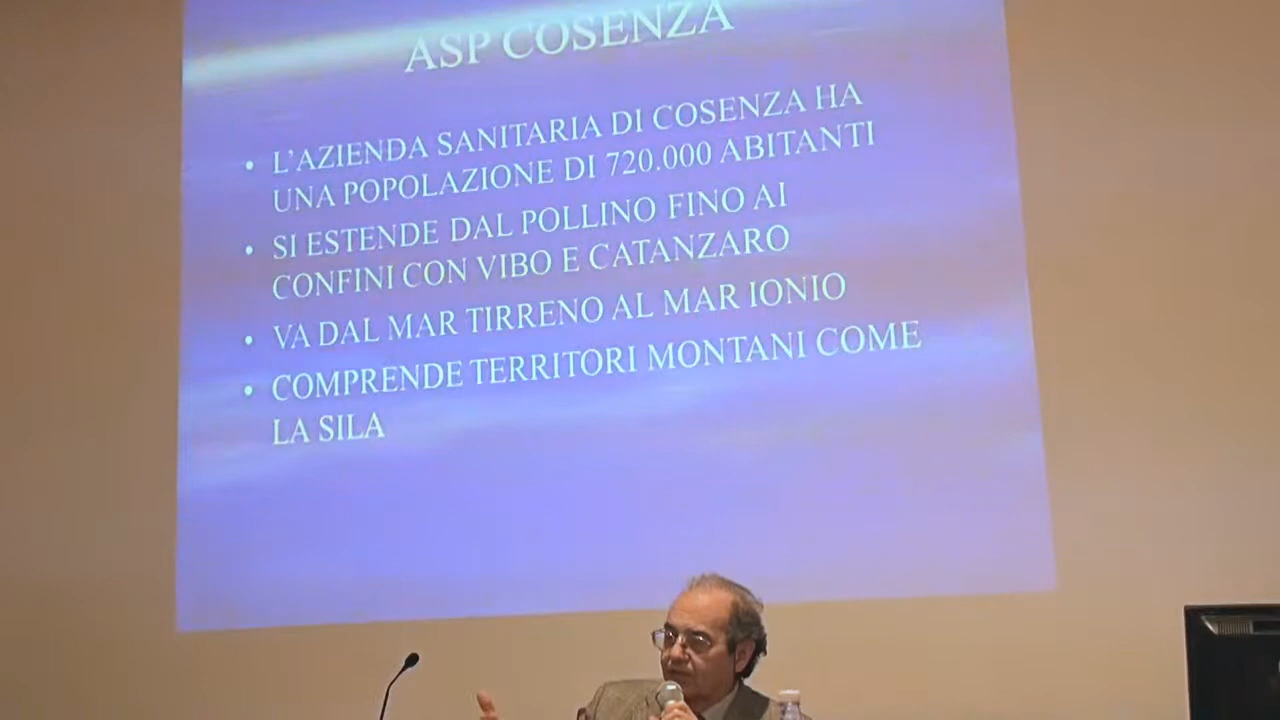 ASP COSENZA
• L'AZIENDA SANITARIA DI COSENZA HA
UNA POPOLAZIONE DI 720.000 ABITANTI
• SI ESTENDE DAL POLLINO FINO AI
CONFINI CON VIBO E CATANZARO
• VA DAL MAR TIRRENO AL MAR IONIO
• COMPRENDE TERRITORI MONTANI COME
LA SILA